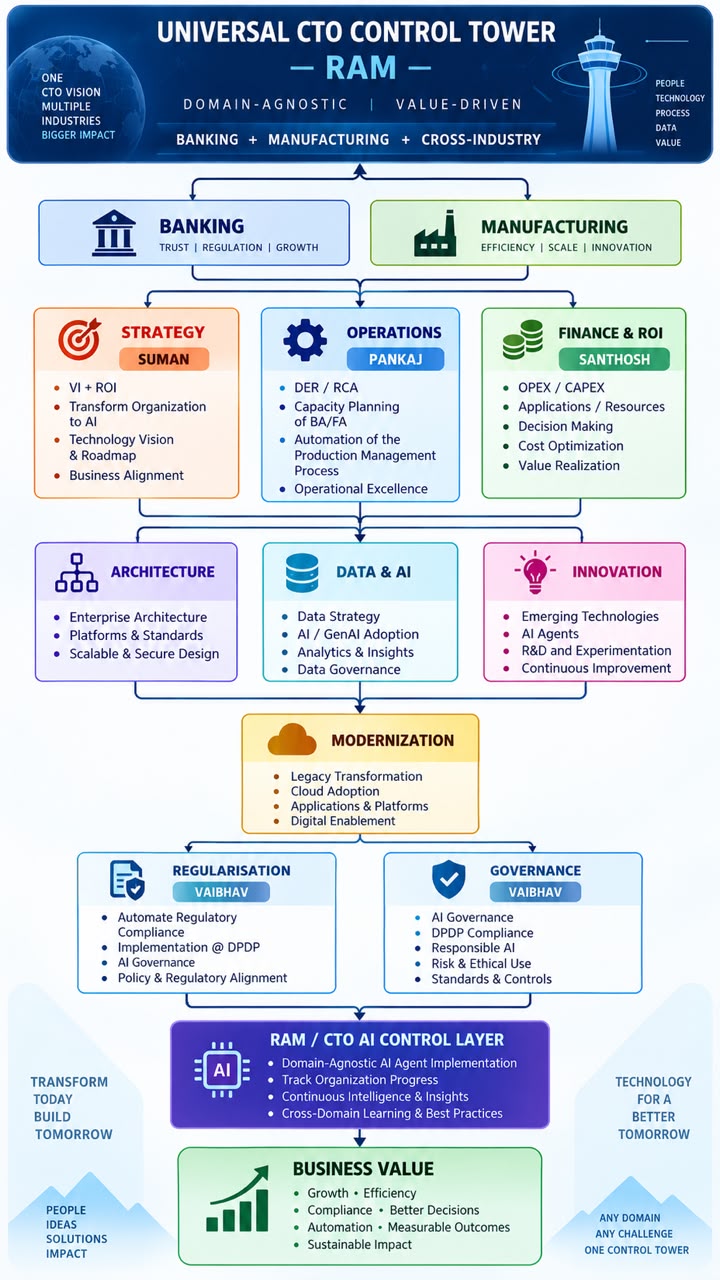 UNIVERSAL CTO CONTROL TOWER
— RAM —
DOMAIN-AGNOSTIC | VALUE-DRIVEN
BANKING + MANUFACTURING + CROSS-INDUSTRY
ONE
CTO VISION
MULTIPLE
INDUSTRIES
BIGGER IMPACT
PEOPLE
TECHNOLOGY
PROCESS
DATA
VALUE
BANKING
TRUST | REGULATION | GROWTH
MANUFACTURING
EFFICIENCY | SCALE | INNOVATION
STRATEGY
SUMAN
• VI + ROI
• Transform Organization
to AI
• Technology Vision
& Roadmap
• Business Alignment
OPERATIONS
PANKAJ
• DER / RCA
• Capacity Planning
of BA/FA
• Automation of the
Production Management
Process
• Operational Excellence
FINANCE & ROI
SANTHOSH
• OPEX / CAPEX
• Applications / Resources
• Decision Making
• Cost Optimization
• Value Realization
ARCHITECTURE
• Enterprise Architecture
• Platforms & Standards
• Scalable & Secure Design
DATA & AI
• Data Strategy
• AI / GenAI Adoption
• Analytics & Insights
• Data Governance
INNOVATION
• Emerging Technologies
• AI Agents
• R&D and Experimentation
• Continuous Improvement
MODERNIZATION
• Legacy Transformation
• Cloud Adoption
• Applications & Platforms
• Digital Enablement
REGULARISATION
VAIBHAV
• Automate Regulatory
Compliance
• Implementation @ DPDP
• AI Governance
• Policy & Regulatory Alignment
GOVERNANCE
VAIBHAV
• AI Governance
• DPDP Compliance
• Responsible AI
• Risk & Ethical Use
• Standards & Controls
AI
RAM / CTO AI CONTROL LAYER
• Domain-Agnostic AI Agent Implementation
• Track Organization Progress
• Continuous Intelligence & Insights
• Cross-Domain Learning & Best Practices
TRANSFORM
TODAY
BUILD
TOMORROW
TECHNOLOGY
FOR A
BETTER
TOMORROW
BUSINESS VALUE
• Growth • Efficiency
• Compliance • Better Decisions
• Automation • Measurable Outcomes
• Sustainable Impact
PEOPLE
IDEAS
SOLUTIONS
IMPACT
ANY DOMAIN
ANY CHALLENGE
ONE CONTROL TOWER